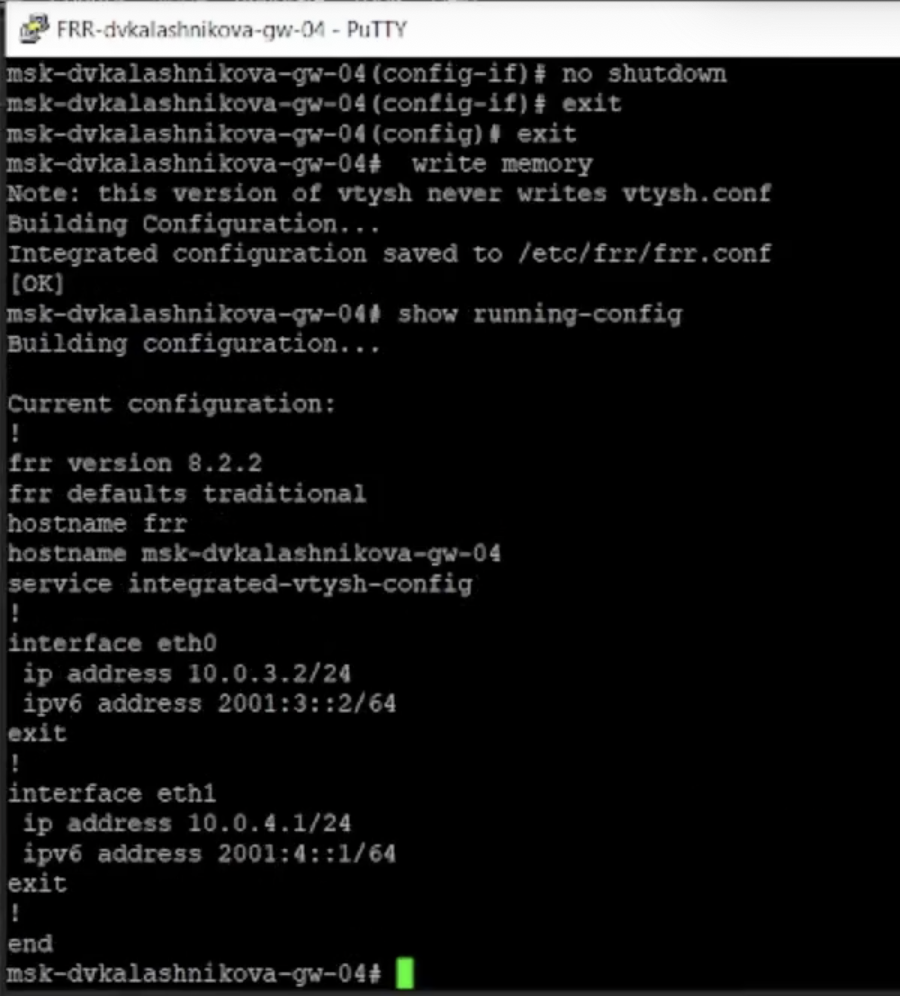 FRR-dvkalashnikova-gw-04 - PuTTY
msk-dvkalashnikova-gw-04(config-if)# no shutdown
msk-dvkalashnikova-gw-04(config-if)# exit
msk-dvkalashnikova-gw-04(config)# exit
msk-dvkalashnikova-gw-04#  write memory
Note: this version of vtysh never writes vtysh.conf
Building Configuration...
Integrated configuration saved to /etc/frr/frr.conf
[OK]
msk-dvkalashnikova-gw-04# show running-config
Building configuration...
Current configuration:
!
frr version 8.2.2
frr defaults traditional
hostname frr
hostname msk-dvkalashnikova-gw-04
service integrated-vtysh-config
!
interface eth0
 ip address 10.0.3.2/24
 ipv6 address 2001:3::2/64
exit
!
interface eth1
 ip address 10.0.4.1/24
 ipv6 address 2001:4::1/64
exit
!
end
msk-dvkalashnikova-gw-04#